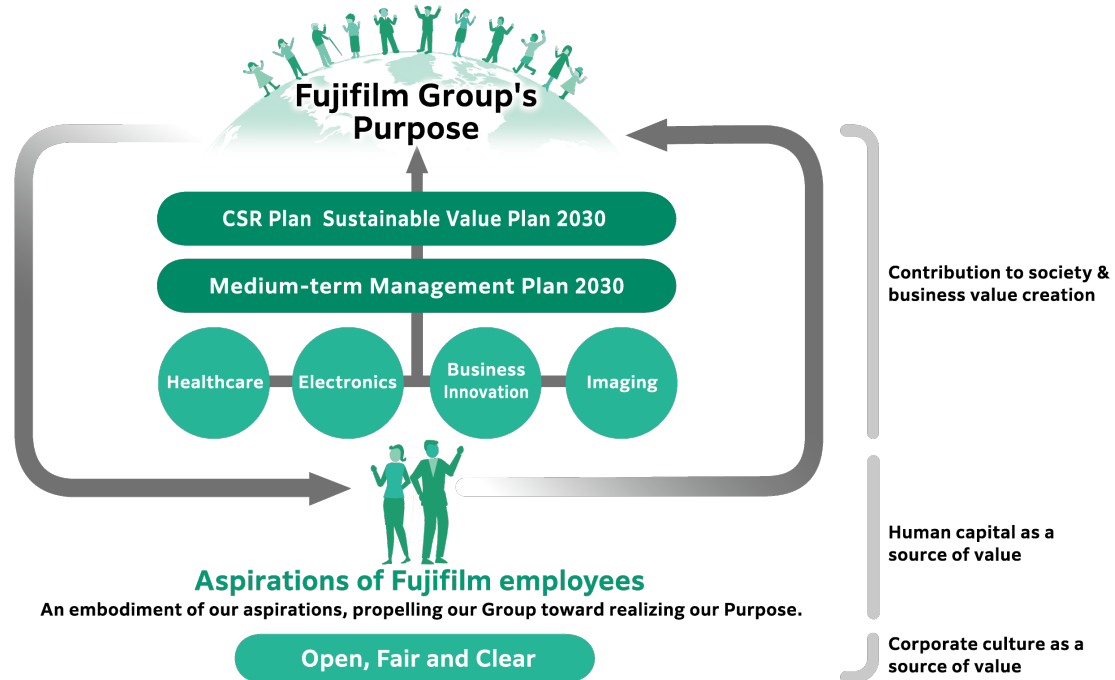 Fujifilm Group's
Purpose
CSR Plan  Sustainable Value Plan 2030
Medium-term Management Plan 2030
Healthcare
Electronics
Business
Innovation
Imaging
Contribution to society &
business value creation
Human capital as a
source of value
Aspirations of Fujifilm employees
An embodiment of our aspirations, propelling our Group toward realizing our Purpose.
Open, Fair and Clear
Corporate culture as a
source of value